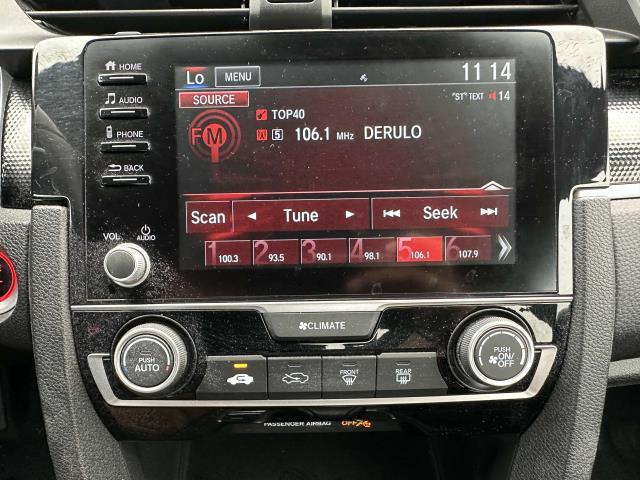 HOME
AUDIO
PHONE
BACK
VOL
AUDIO
Lo
MENU
11 14
SOURCE
"ST" TEXT
14
FM
TOP40
5 106.1 MHz DERULO
Scan
Tune
Seek
1 100.3
2 93.5
3 90.1
4 98.1
5 106.1
6 107.9
CLIMATE
PUSH
AUTO
FRONT
REAR
PUSH
ON/
OFF
PASSENGER AIRBAG OFF